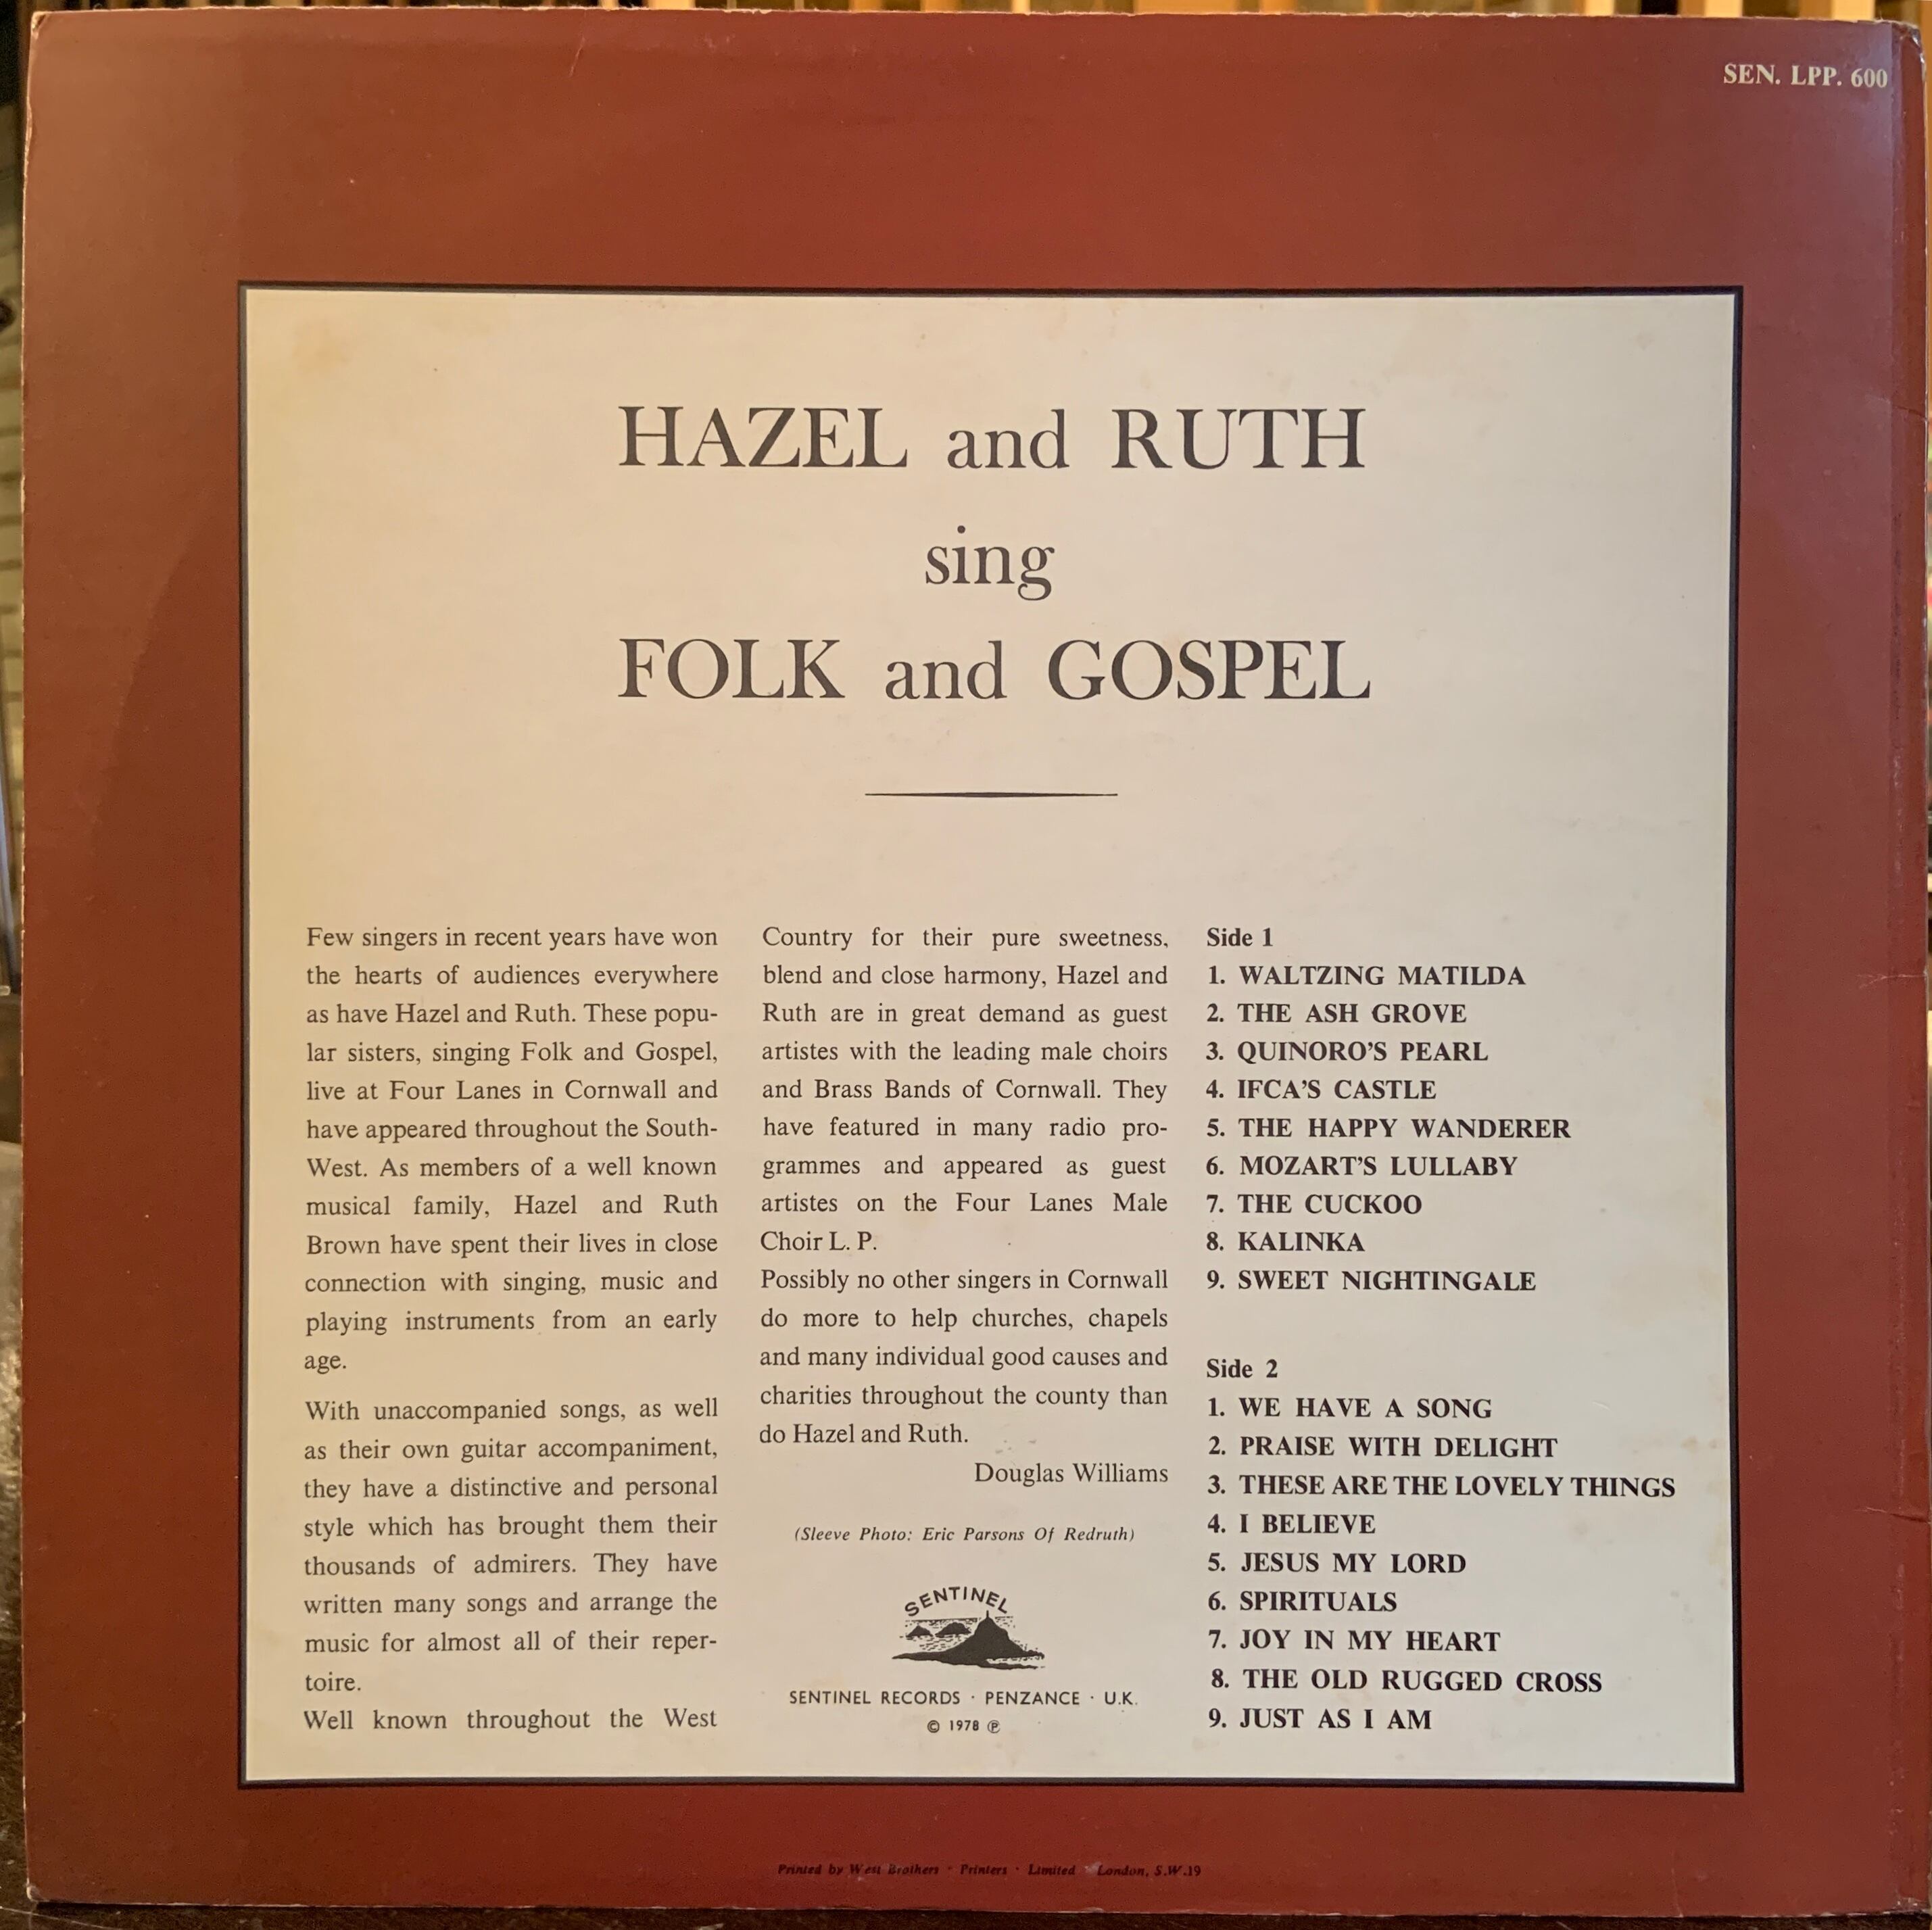 SEN. LPP. 600
HAZEL and RUTH
sing
FOLK and GOSPEL
Few singers in recent years have won
the hearts of audiences everywhere
as have Hazel and Ruth. These popu-
lar sisters, singing Folk and Gospel,
live at Four Lanes in Cornwall and
have appeared throughout the South-
West. As members of a well known
musical family, Hazel and Ruth
Brown have spent their lives in close
connection with singing, music and
playing instruments from an early
age.
With unaccompanied songs, as well
as their own guitar accompaniment,
they have a distinctive and personal
style which has brought them their
thousands of admirers. They have
written many songs and arrange the
music for almost all of their reper-
toire.
Well known throughout the West
Country for their pure sweetness,
blend and close harmony, Hazel and
Ruth are in great demand as guest
artistes with the leading male choirs
and Brass Bands of Cornwall. They
have featured in many radio pro-
grammes and appeared as guest
artistes on the Four Lanes Male
Choir L. P.
Possibly no other singers in Cornwall
do more to help churches, chapels
and many individual good causes and
charities throughout the county than
do Hazel and Ruth.
Douglas Williams
(Sleeve Photo: Eric Parsons Of Redruth)
SENTINEL
SENTINEL RECORDS · PENZANCE · U.K.
© 1978 ℗
Side 1
1. WALTZING MATILDA
2. THE ASH GROVE
3. QUINORO'S PEARL
4. IFCA'S CASTLE
5. THE HAPPY WANDERER
6. MOZART'S LULLABY
7. THE CUCKOO
8. KALINKA
9. SWEET NIGHTINGALE
Side 2
1. WE HAVE A SONG
2. PRAISE WITH DELIGHT
3. THESE ARE THE LOVELY THINGS
4. I BELIEVE
5. JESUS MY LORD
6. SPIRITUALS
7. JOY IN MY HEART
8. THE OLD RUGGED CROSS
9. JUST AS I AM
Printed by West Brothers · Printers · Limited · London, S.W.19